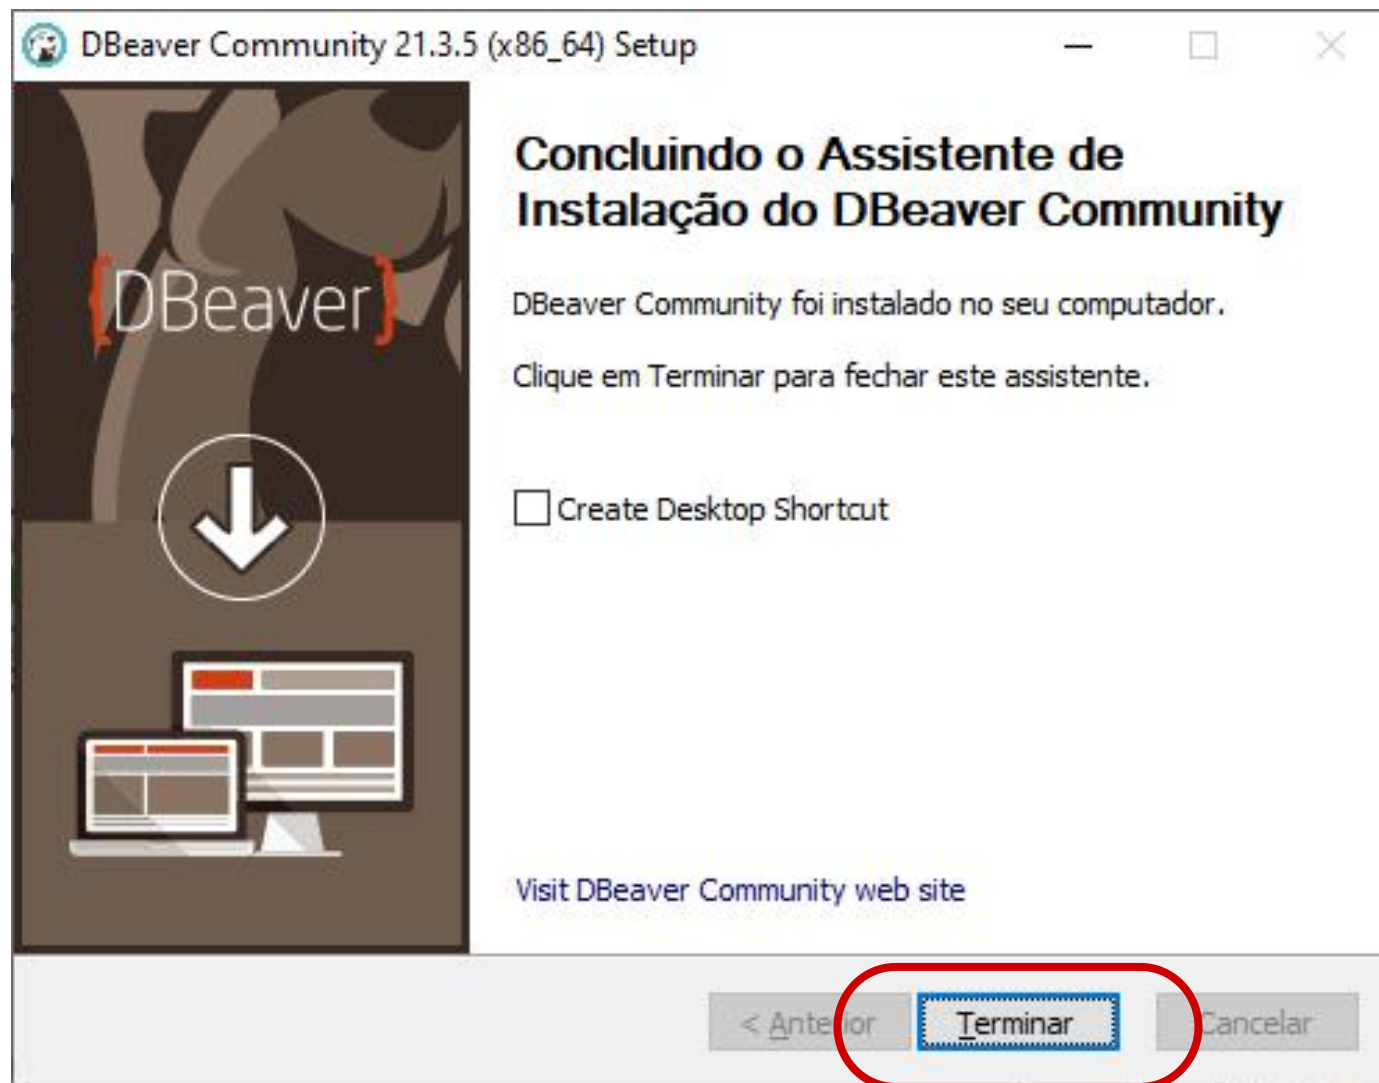 DBeaver Community 21.3.5 (x86_64) Setup
{DBeaver}
Concluindo o Assistente de
Instalação do DBeaver Community
DBeaver Community foi instalado no seu computador.
Clique em Terminar para fechar este assistente.
Create Desktop Shortcut
Visit DBeaver Community web site
< Anterior
Terminar
Cancelar